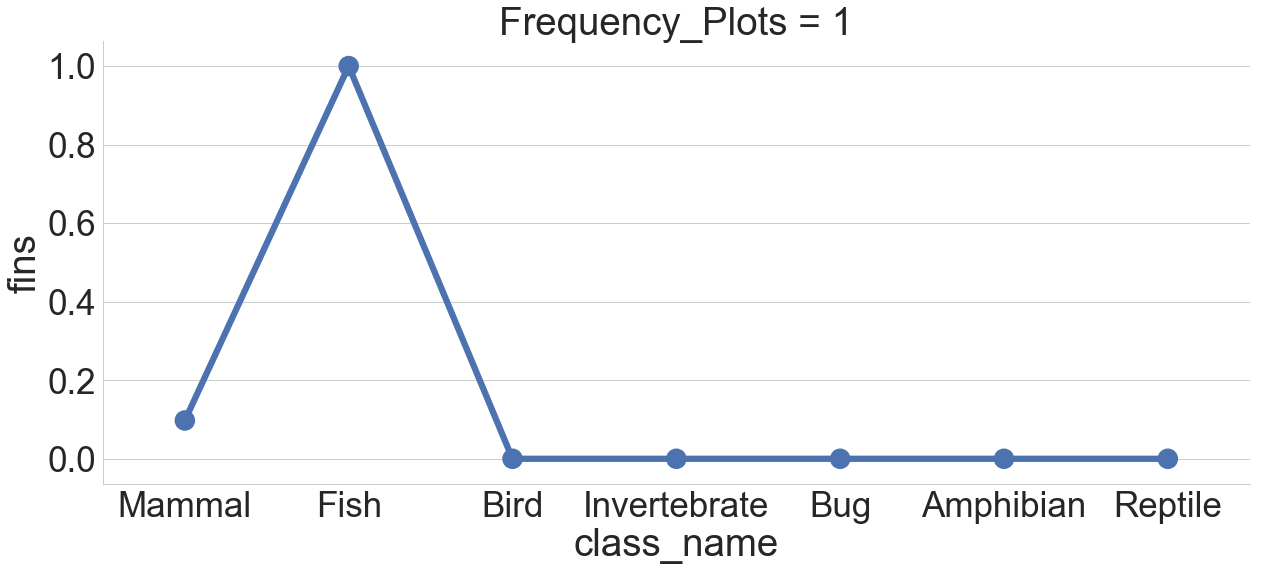 Frequency_Plots = 1
1.0
0.8
0.6
0.4
0.2
0.0
fins
Mammal Fish Bird Invertebrate Bug Amphibian Reptile
class_name